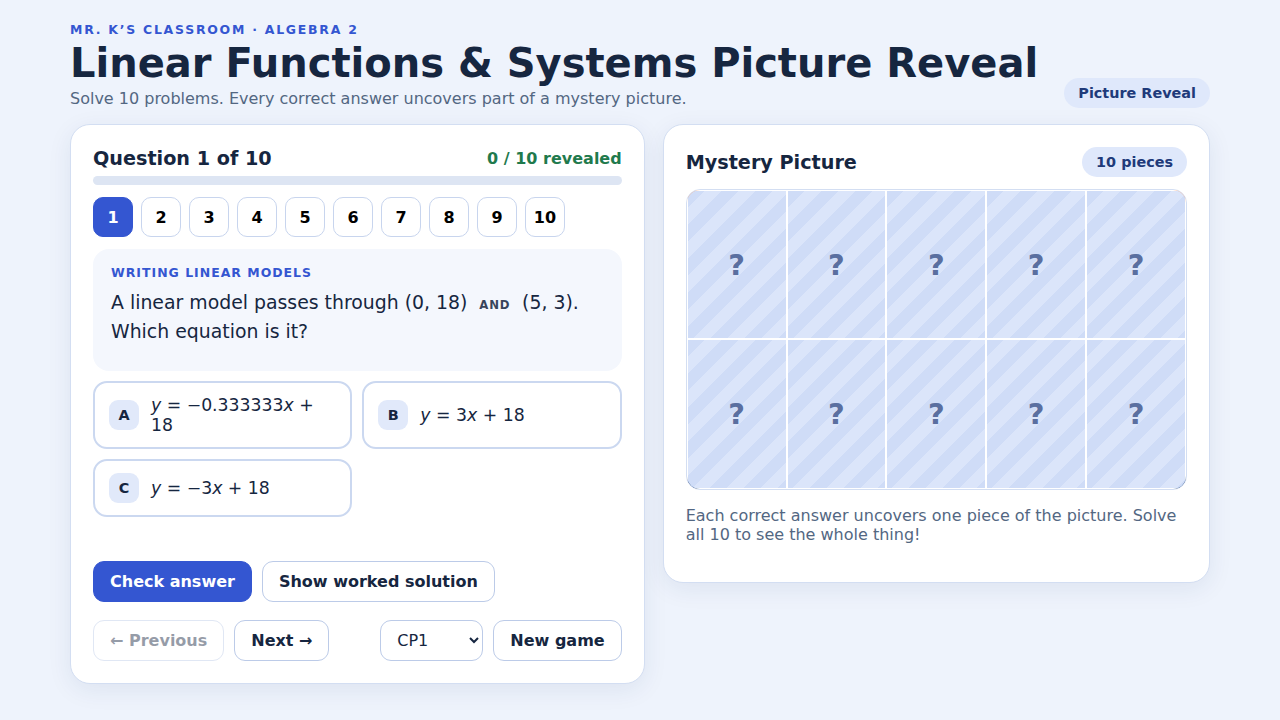 MR. K’S CLASSROOM · ALGEBRA 2
Linear Functions & Systems Picture Reveal
Solve 10 problems. Every correct answer uncovers part of a mystery picture.
Picture Reveal
Question 1 of 10
0 / 10 revealed
1 2 3 4 5 6 7 8 9 10
WRITING LINEAR MODELS
A linear model passes through (0, 18) AND (5, 3).
Which equation is it?
A y = −0.333333x +
18
B y = 3x + 18
C y = −3x + 18
Check answer
Show worked solution
← Previous
Next →
CP1
New game
Mystery Picture
10 pieces
? ? ? ? ?
? ? ? ? ?
Each correct answer uncovers one piece of the picture. Solve
all 10 to see the whole thing!